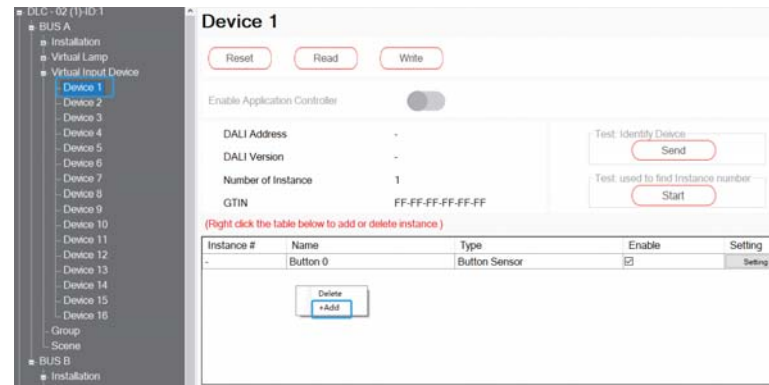 DLC - 02 (1)-ID:1
BUS A
Installation
Virtual Lamp
Virtual Input Device
Device 1
Device 2
Device 3
Device 4
Device 5
Device 6
Device 7
Device 8
Device 9
Device 10
Device 11
Device 12
Device 13
Device 14
Device 15
Device 16
Group
Scene
BUS B
Installation
Device 1
Reset Read Write
Enable Application Controller
DALI Address -
DALI Version -
Number of Instance 1
GTIN FF-FF-FF-FF-FF-FF
Test: Identify Deivce
Send
Test: used to find Instance number
Start
(Right click the table below to add or delete instance )
Instance # Name Type Enable Setting
- Button 0 Button Sensor Setting
Delete
+Add